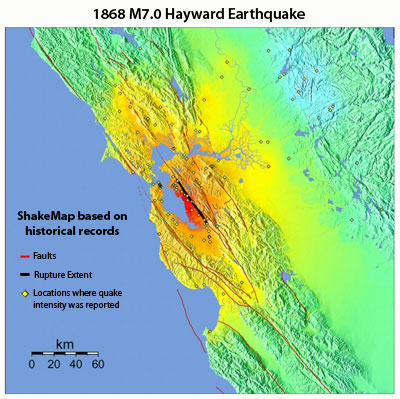 1868 M7.0 Hayward Earthquake
ShakeMap based on
historical records
Faults
Rupture Extent
Locations where quake
intensity was reported
km
0 20 40 60